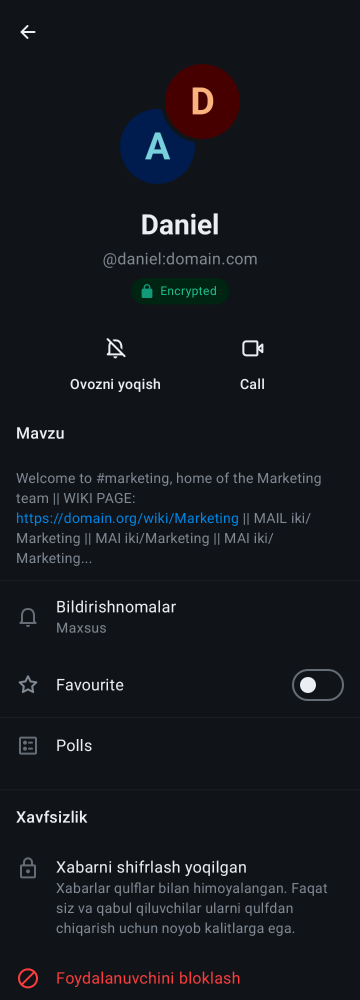 D
A
Daniel
@daniel:domain.com
Encrypted
Ovozni yoqish
Call
Mavzu
Welcome to #marketing, home of the Marketing
team || WIKI PAGE:
https://domain.org/wiki/Marketing || MAIL iki/
Marketing || MAI iki/Marketing || MAI iki/
Marketing...
Bildirishnomalar
Maxsus
Favourite
Polls
Xavfsizlik
Xabarni shifrlash yoqilgan
Xabarlar qulflar bilan himoyalangan. Faqat
siz va qabul qiluvchilar ularni qulfdan
chiqarish uchun noyob kalitlarga ega.
Foydalanuvchini bloklash